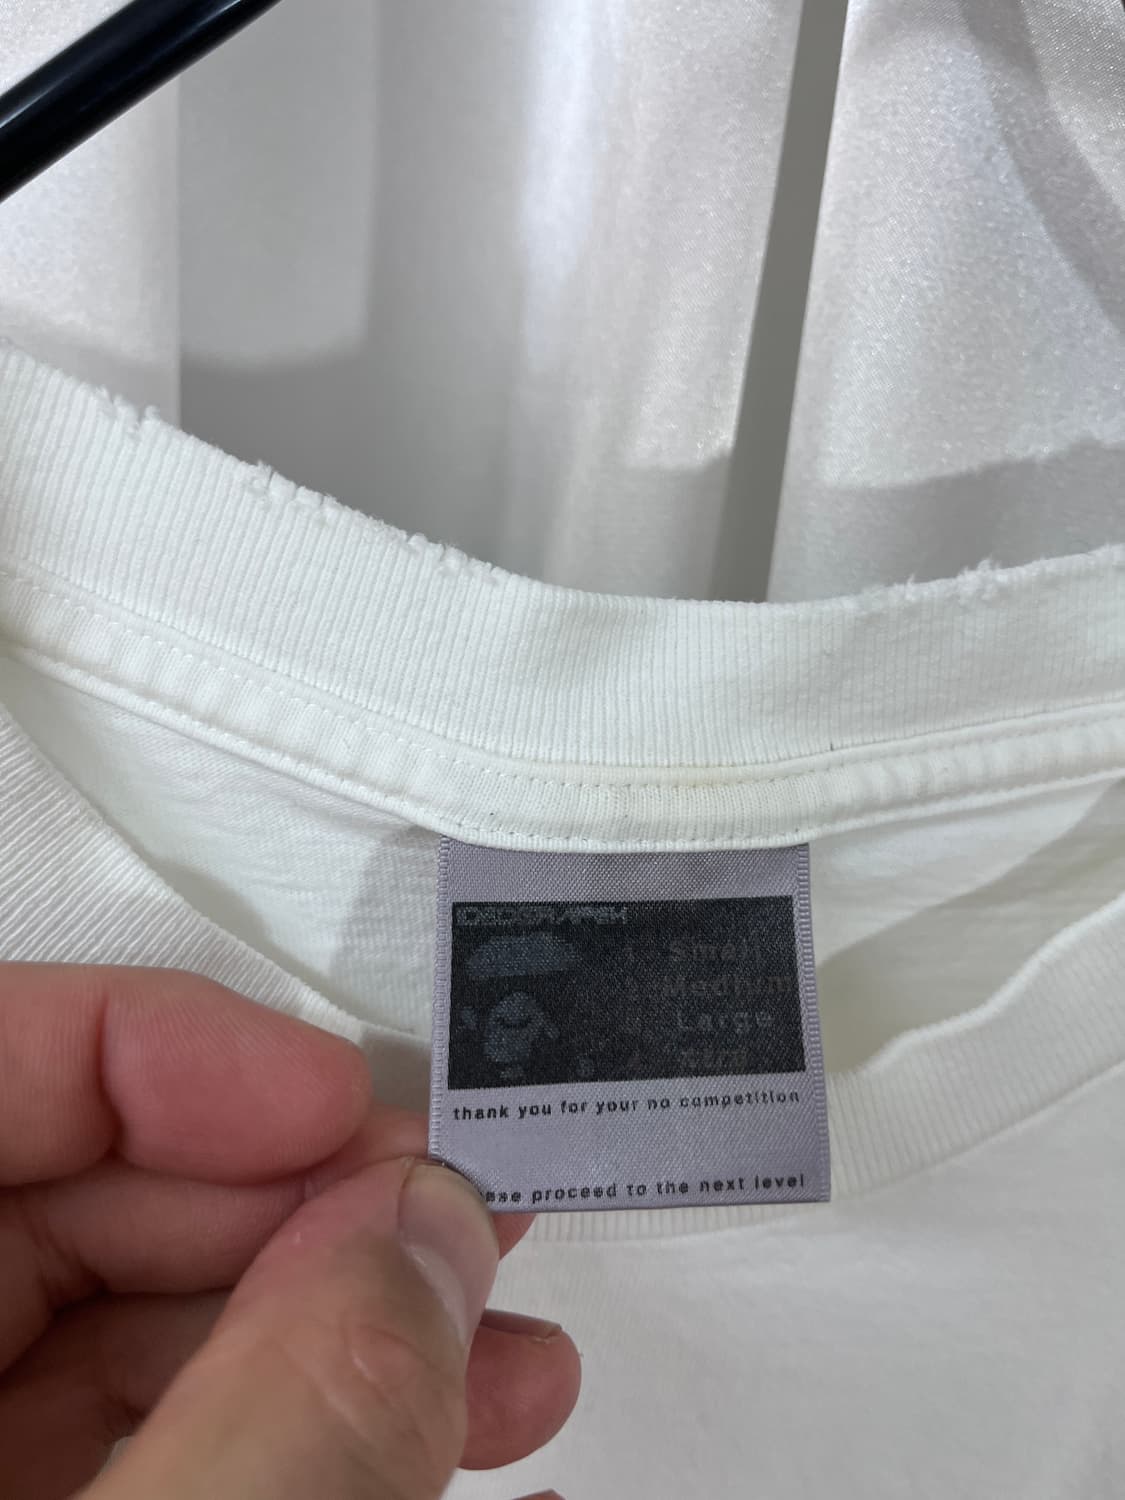 Small
Medium
Large
thank you for your no competition
proceed to the next level